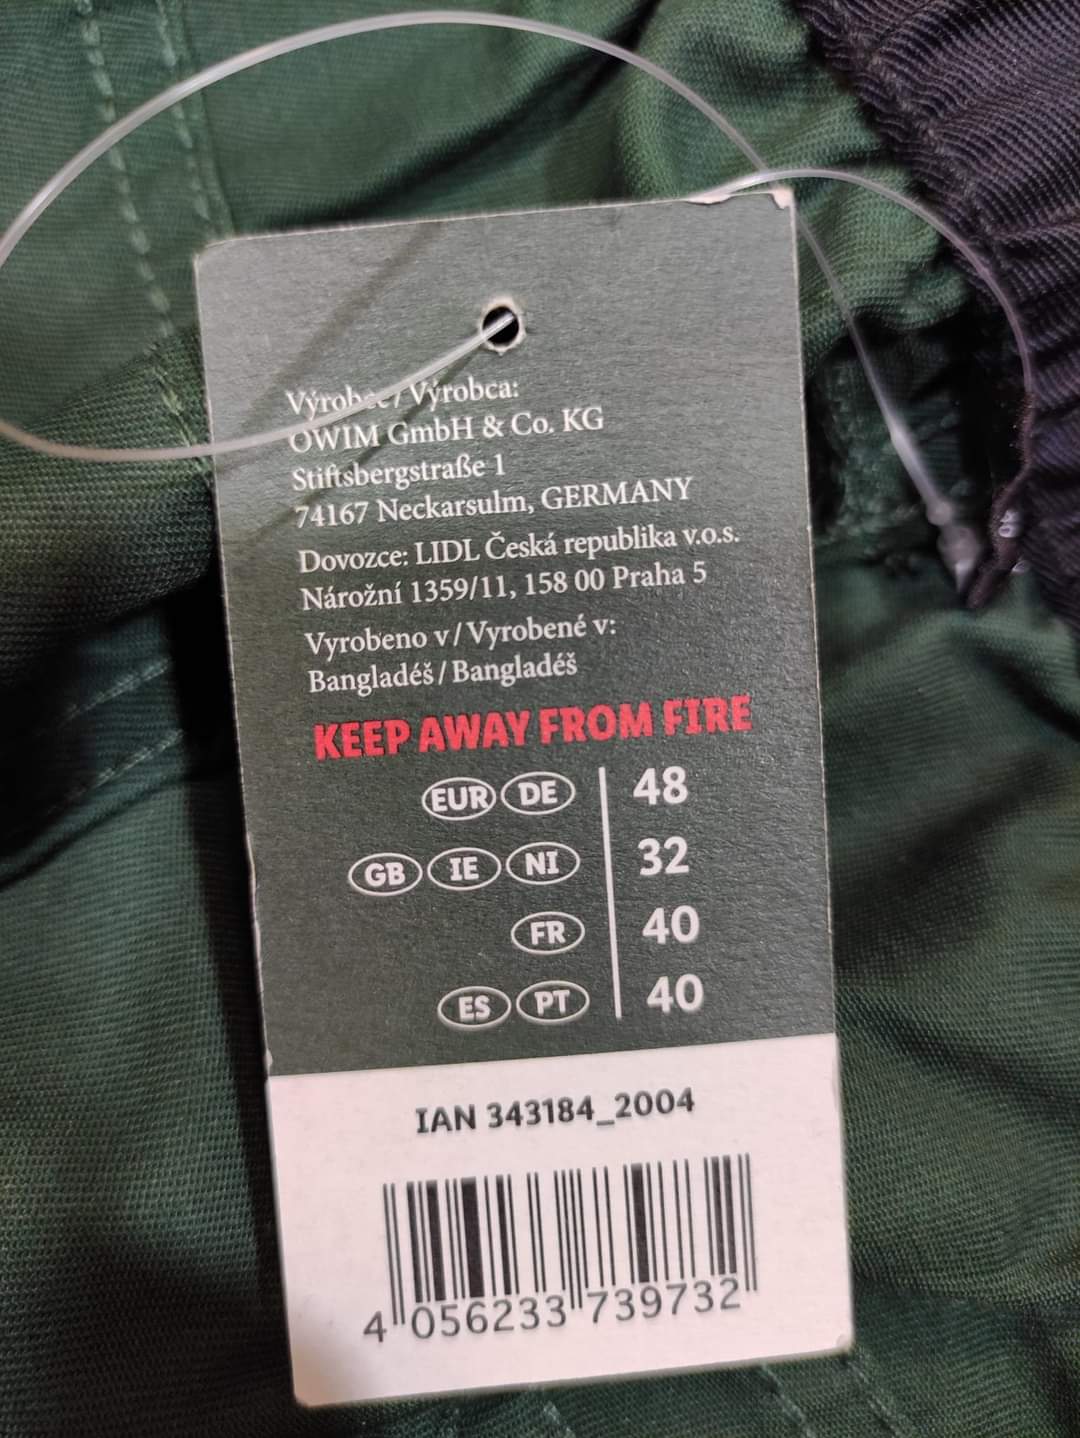 Výrobce / Výrobca:
OWIM GmbH & Co. KG
Stiftsbergstraße 1
74167 Neckarsulm, GERMANY
Dovozce: LIDL Česká republika v.o.s.
Nárožní 1359/11, 158 00 Praha 5
Vyrobeno v / Vyrobené v:
Bangladéš / Bangladéš
KEEP AWAY FROM FIRE
EUR DE 48
GB IE NI 32
FR 40
ES PT 40
IAN 343184_2004
4 056233 739732